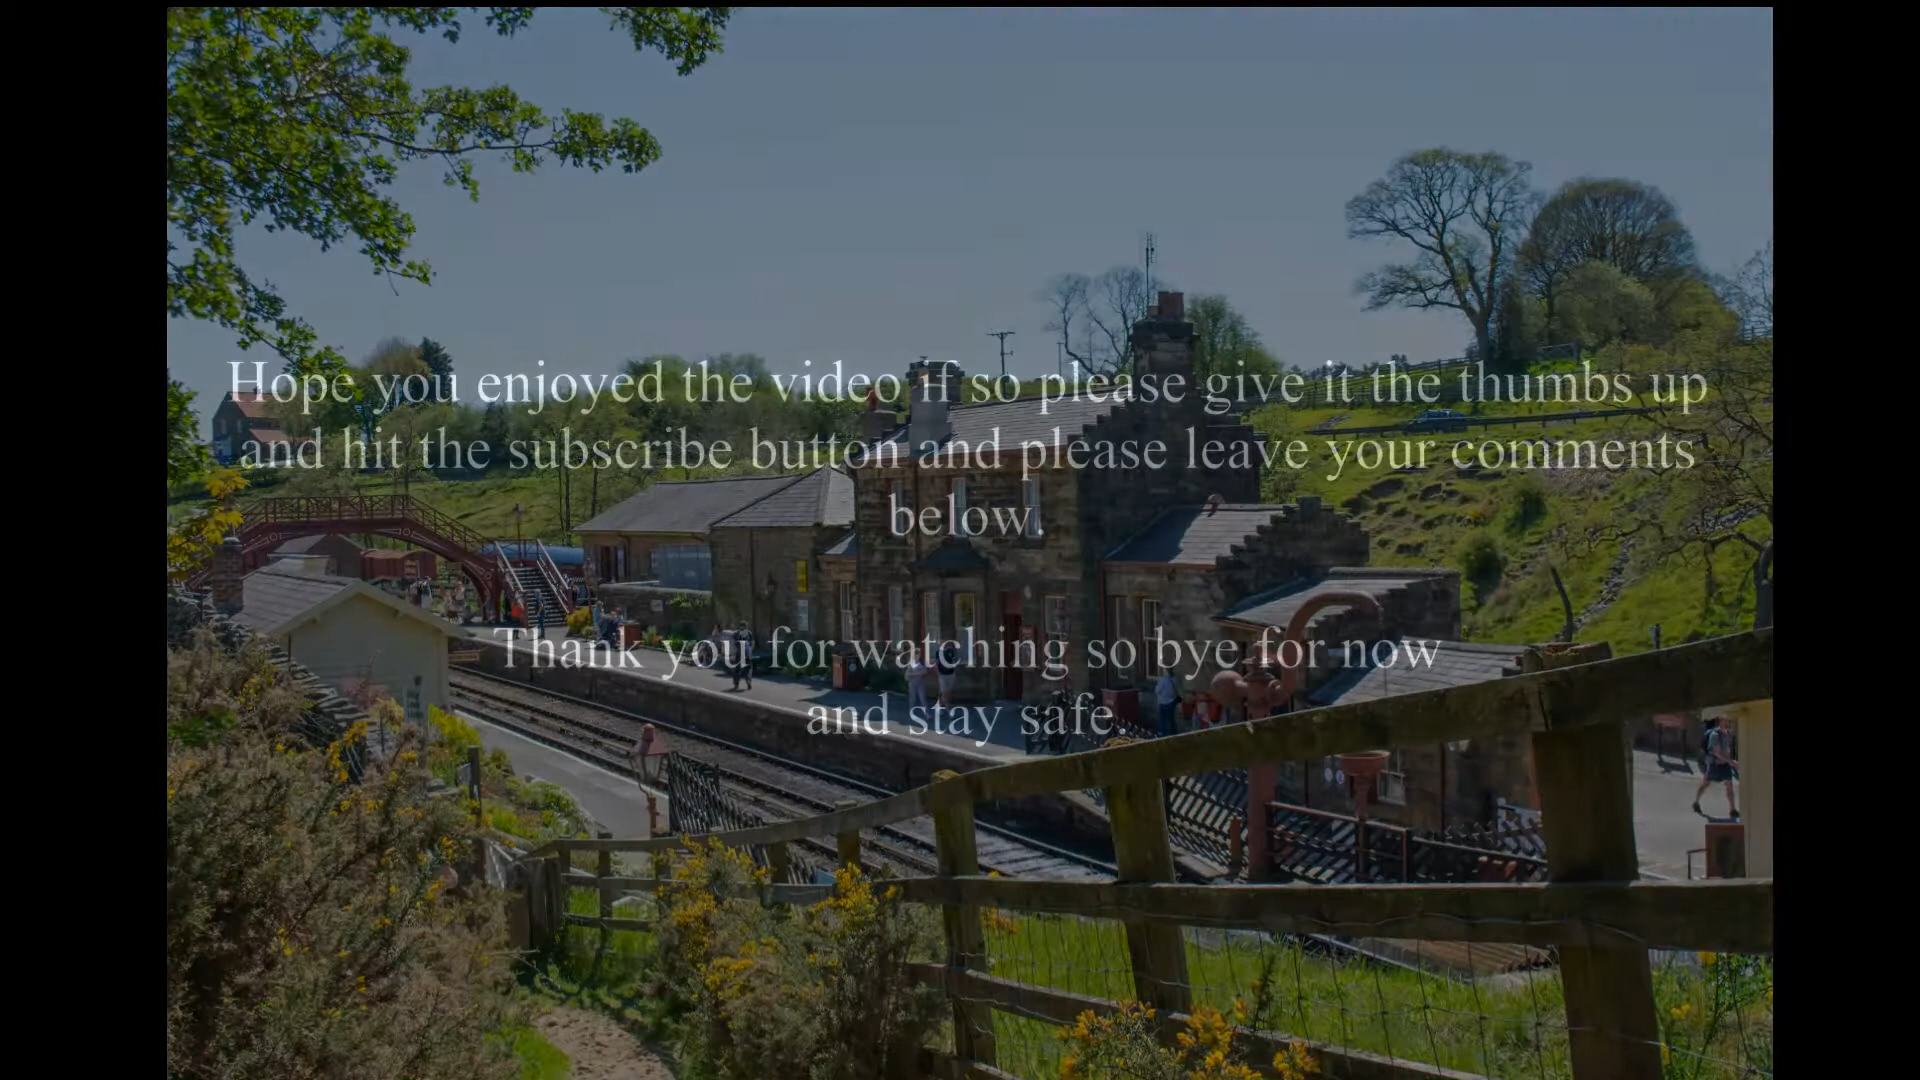 Hope you enjoyed the video if so please give it the thumbs up
and hit the subscribe button and please leave your comments
below.
Thank you for watching so bye for now
and stay safe.